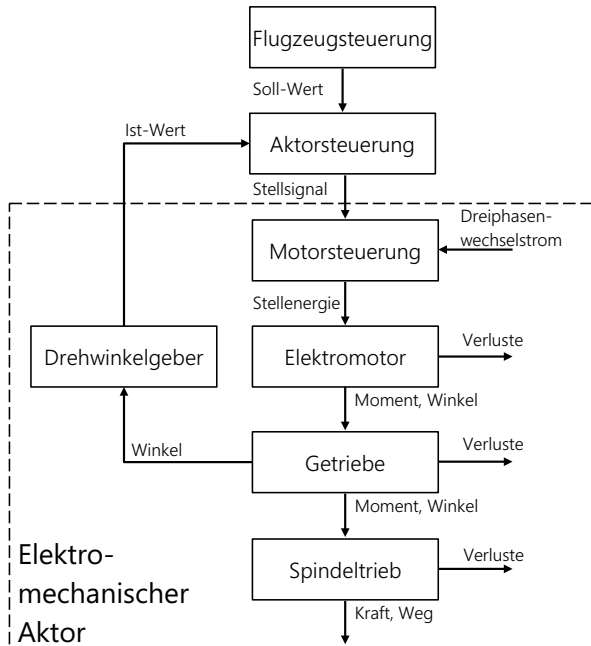 Flugzeugsteuerung
Soll-Wert
Ist-Wert
Aktorsteuerung
Stellsignal
Dreiphasen-
wechselstrom
Motorsteuerung
Stellenergie
Drehwinkelgeber
Elektromotor
Verluste
Moment, Winkel
Winkel
Getriebe
Verluste
Moment, Winkel
Elektro-
mechanischer
Aktor
Spindeltrieb
Verluste
Kraft, Weg